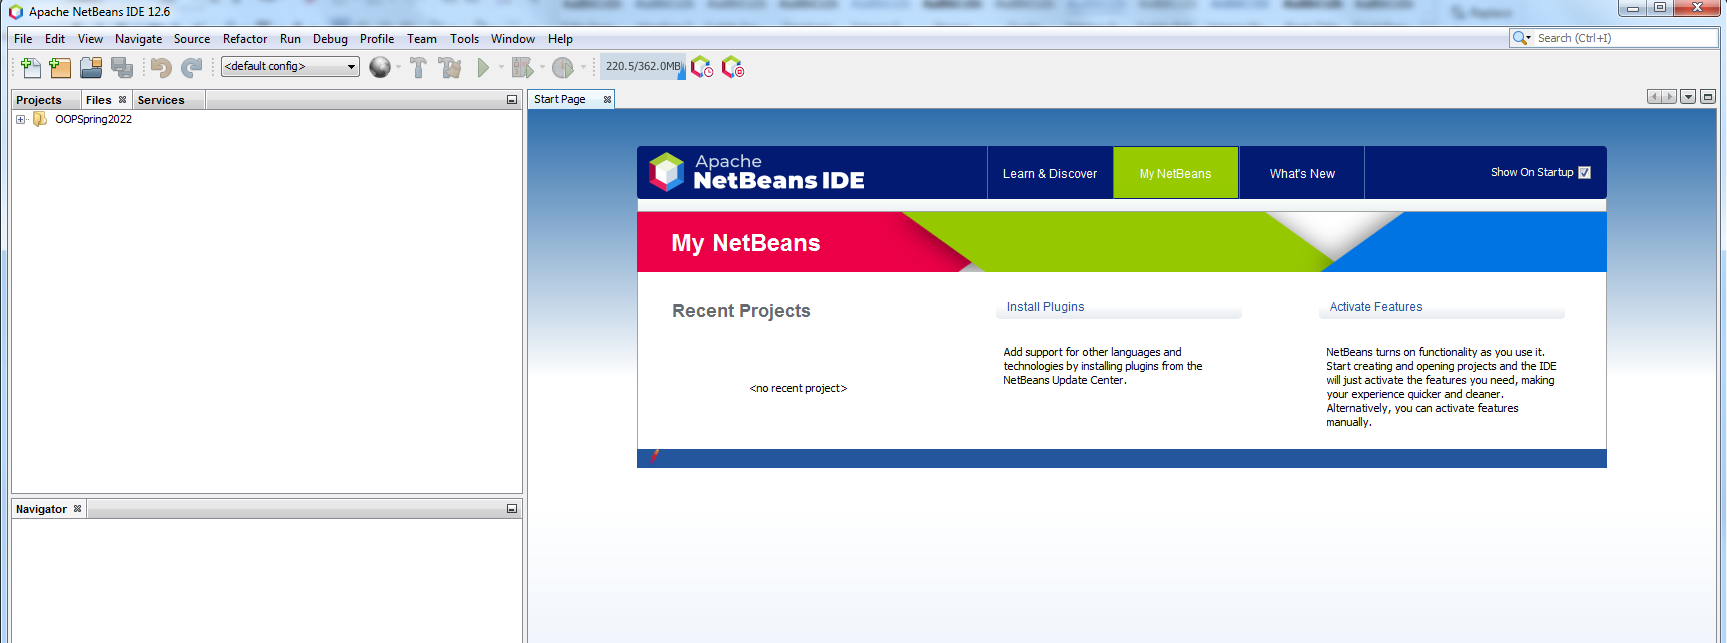 Apache NetBeans IDE 12.6
File Edit View Navigate Source Refactor Run Debug Profile Team Tools Window Help
Search (Ctrl+I)
<default config>
220.5/362.0MB
Projects Files Services
Start Page
OOPSpring2022
Apache
NetBeans IDE
Learn & Discover
My NetBeans
What's New
Show On Startup
My NetBeans
Recent Projects
<no recent project>
Install Plugins
Add support for other languages and
technologies by installing plugins from the
NetBeans Update Center.
Activate Features
NetBeans turns on functionality as you use it.
Start creating and opening projects and the IDE
will just activate the features you need, making
your experience quicker and cleaner.
Alternatively, you can activate features
manually.
Navigator